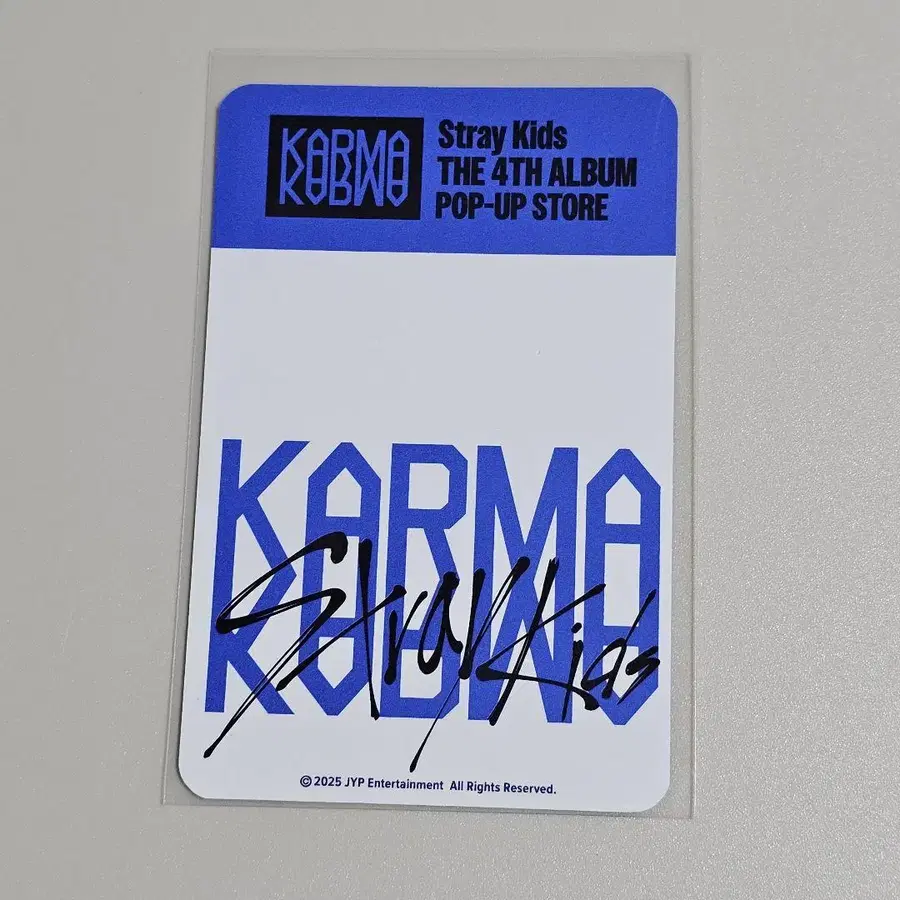 KARMA
Stray Kids
THE 4TH ALBUM
POP-UP STORE
KARMA
Stray Kids
© 2025 JYP Entertainment All Rights Reserved.